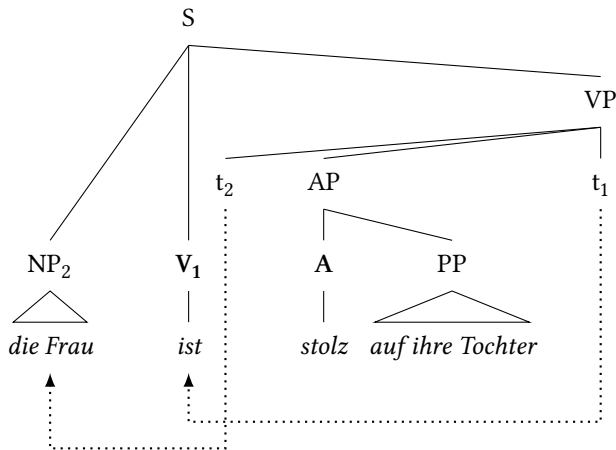 S
VP
t₂ AP t₁
NP₂ V₁ A PP
die Frau ist stolz auf ihre Tochter